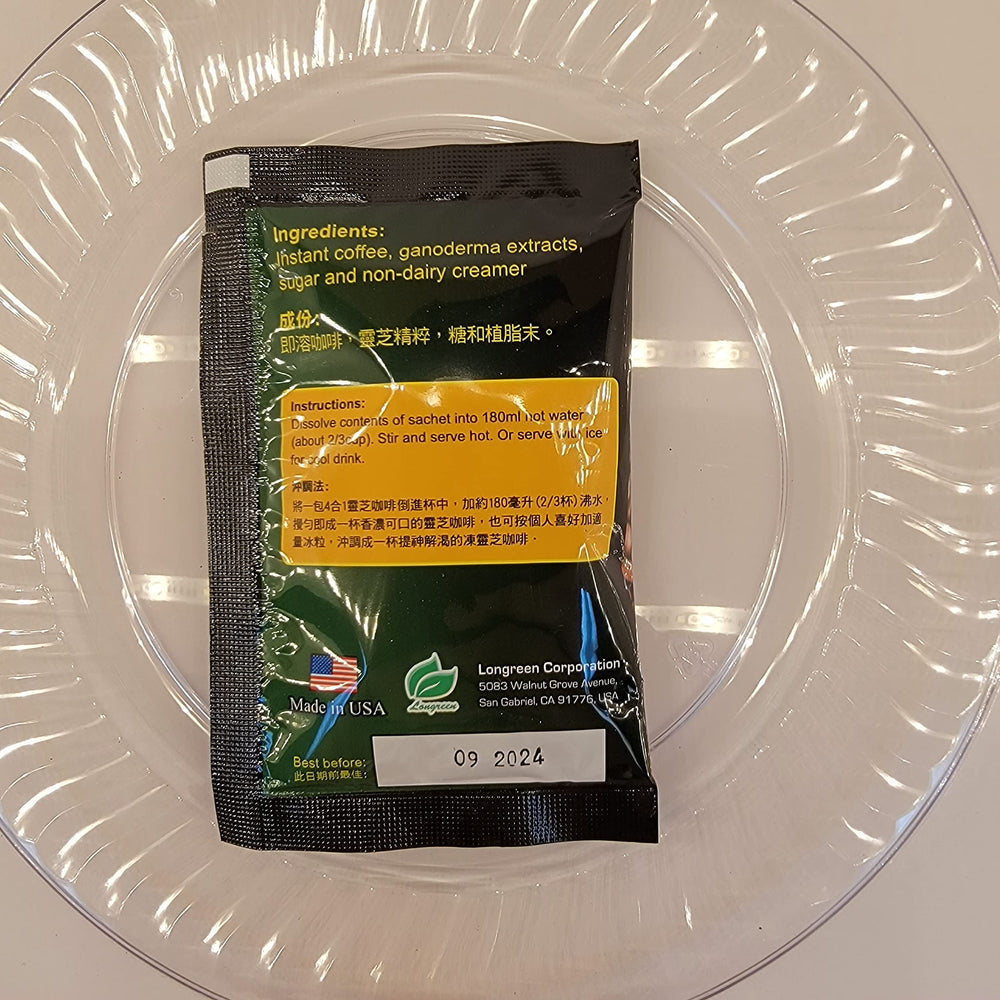 Ingredients:
Instant coffee, ganoderma extracts,
sugar and non-dairy creamer
成份:
即溶咖啡，靈芝精粹，糖和植脂末。
Instructions:
Dissolve contents of sachet into 180ml hot water
(about 2/3cup). Stir and serve hot. Or serve with ice
for cool drink.
沖調法:
將一包4合1靈芝咖啡倒進杯中，加約180毫升(2/3杯)沸水，
攪勻即成一杯香濃可口的靈芝咖啡，也可按個人喜好加適
量冰粒，沖調成一杯提神解渴的凍靈芝咖啡．
Made in USA
Longreen
Longreen Corporation
5083 Walnut Grove Avenue,
San Gabriel, CA 91776, USA
Best before:
此日期前最佳:
09 2024